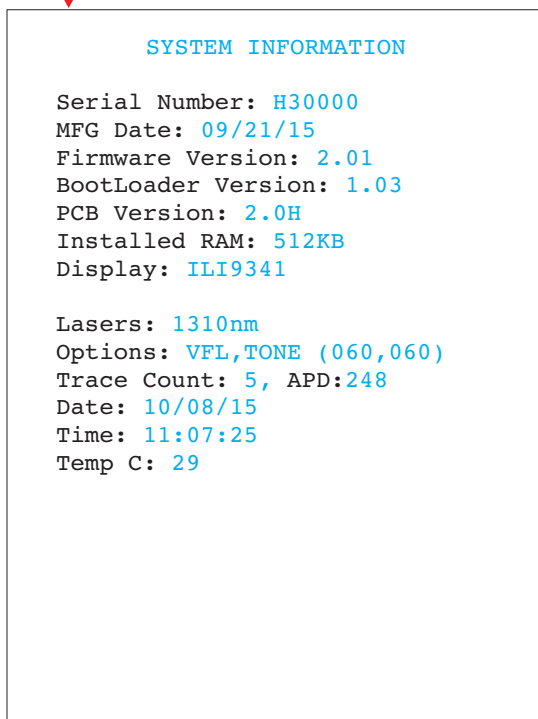 SYSTEM INFORMATION
Serial Number: H30000
MFG Date: 09/21/15
Firmware Version: 2.01
BootLoader Version: 1.03
PCB Version: 2.0H
Installed RAM: 512KB
Display: ILI9341
Lasers: 1310nm
Options: VFL,TONE (060,060)
Trace Count: 5, APD:248
Date: 10/08/15
Time: 11:07:25
Temp C: 29